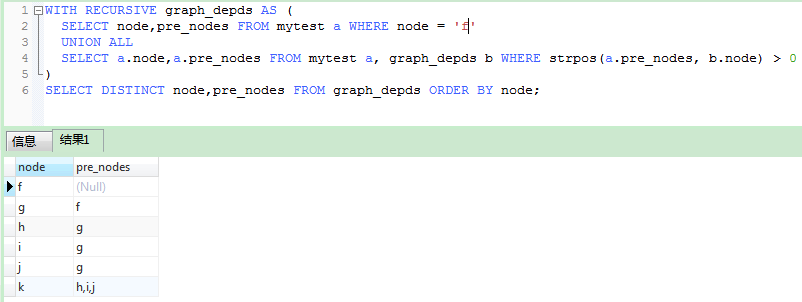 1 WITH RECURSIVE graph_depds AS (
2 SELECT node,pre_nodes FROM mytest a WHERE node = 'f'
3 UNION ALL
4 SELECT a.node,a.pre_nodes FROM mytest a, graph_depds b WHERE strpos(a.pre_nodes, b.node) > 0
5 )
6 SELECT DISTINCT node,pre_nodes FROM graph_depds ORDER BY node;
信息 结果1
node pre_nodes
f (Null)
g f
h g
i g
j g
k h,i,j